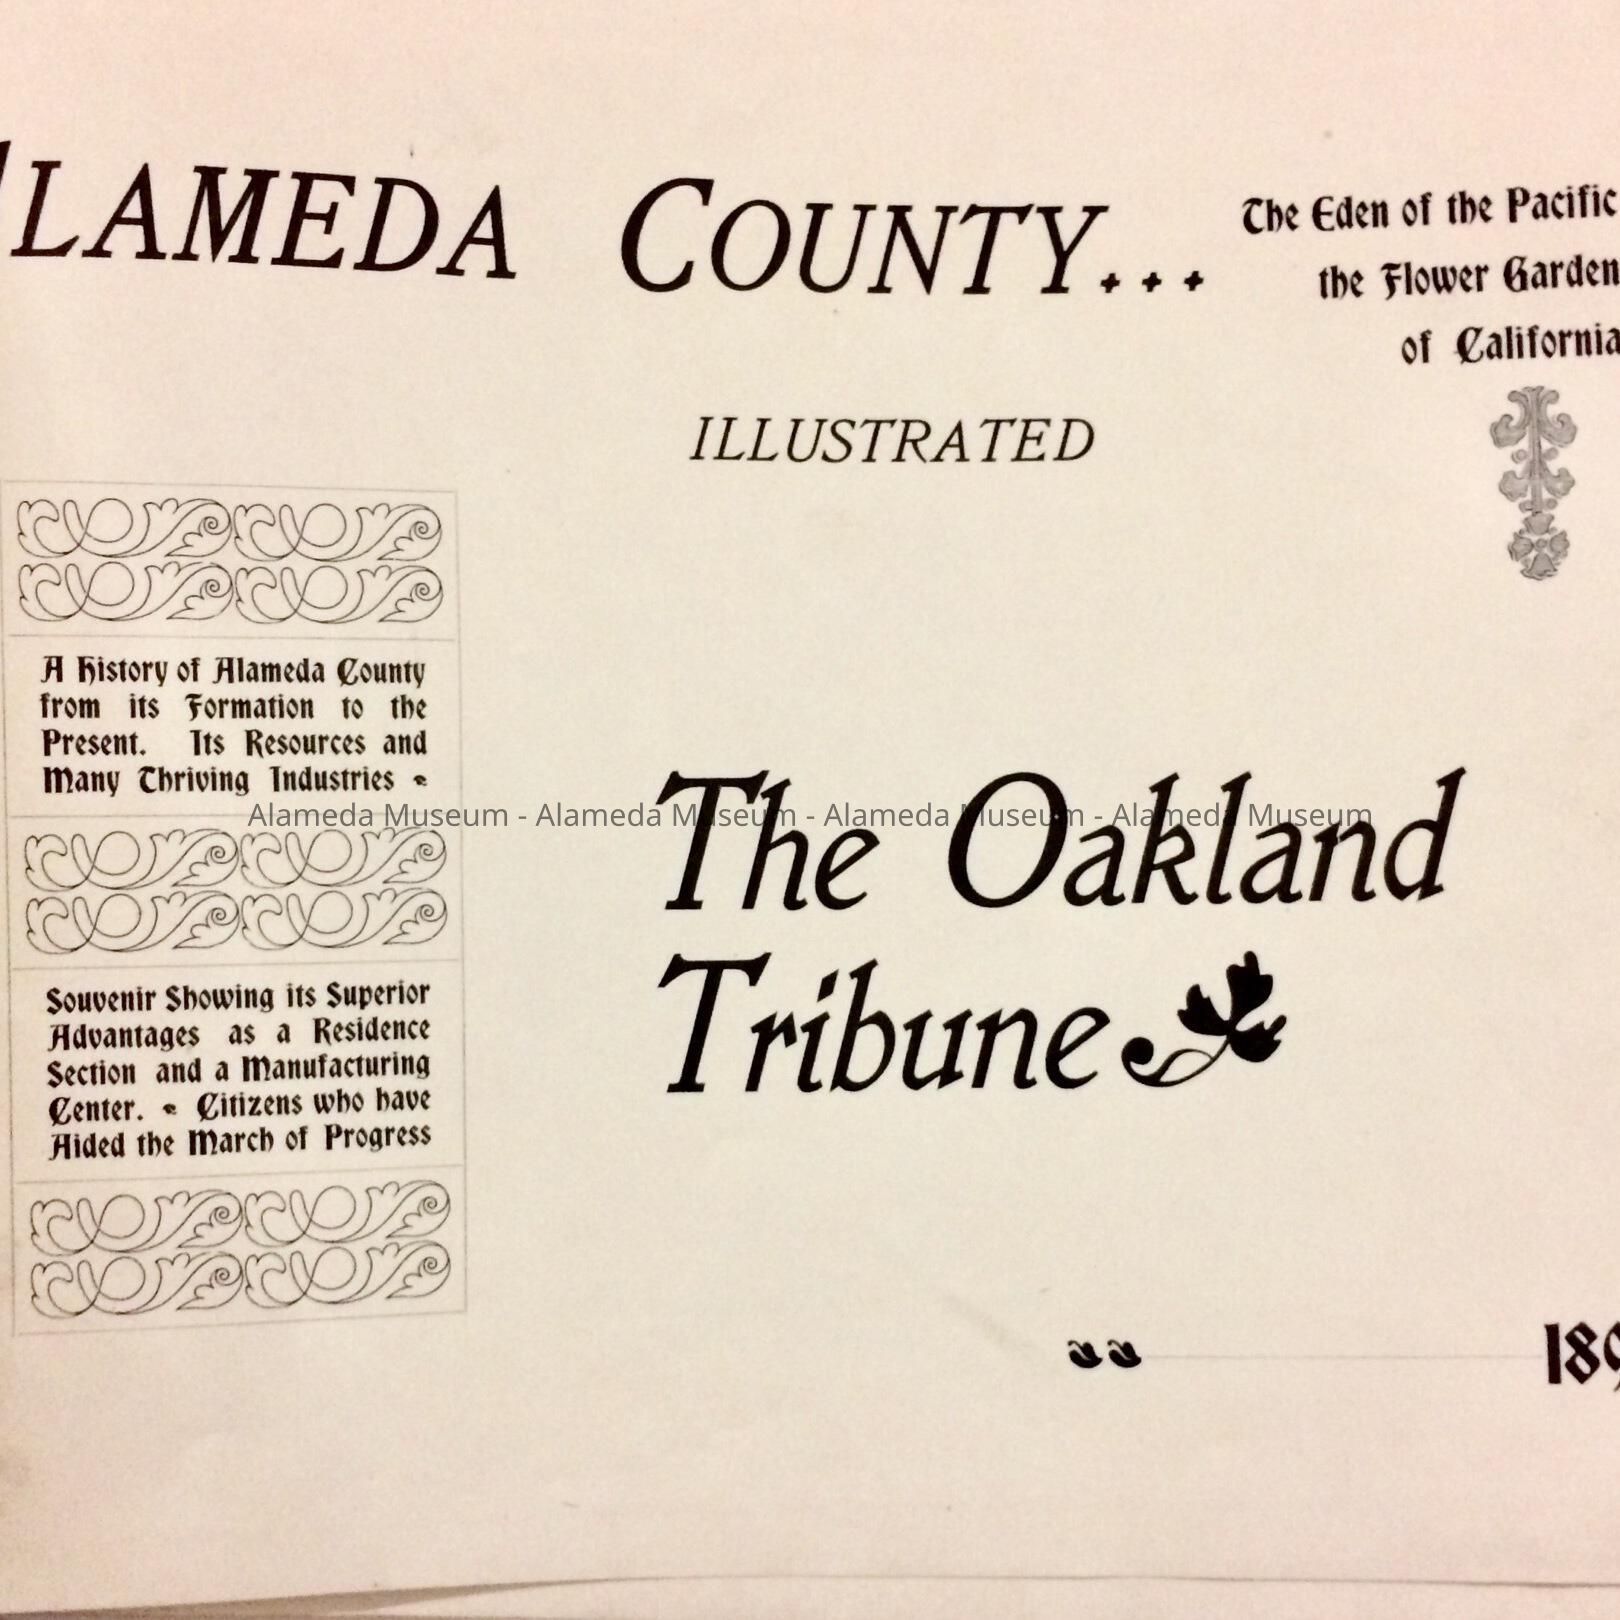 ALAMEDA COUNTY...
The Eden of the Pacific
the Flower Garden
of California
ILLUSTRATED
A History of Alameda County
from its Formation to the
Present. Its Resources and
Many Thriving Industries
Souvenir Showing its Superior
Advantages as a Residence
Section and a Manufacturing
Center. Citizens who have
Aided the March of Progress
The Oakland
Tribune
Alameda Museum - Alameda Museum - Alameda Museum - Alameda Museum